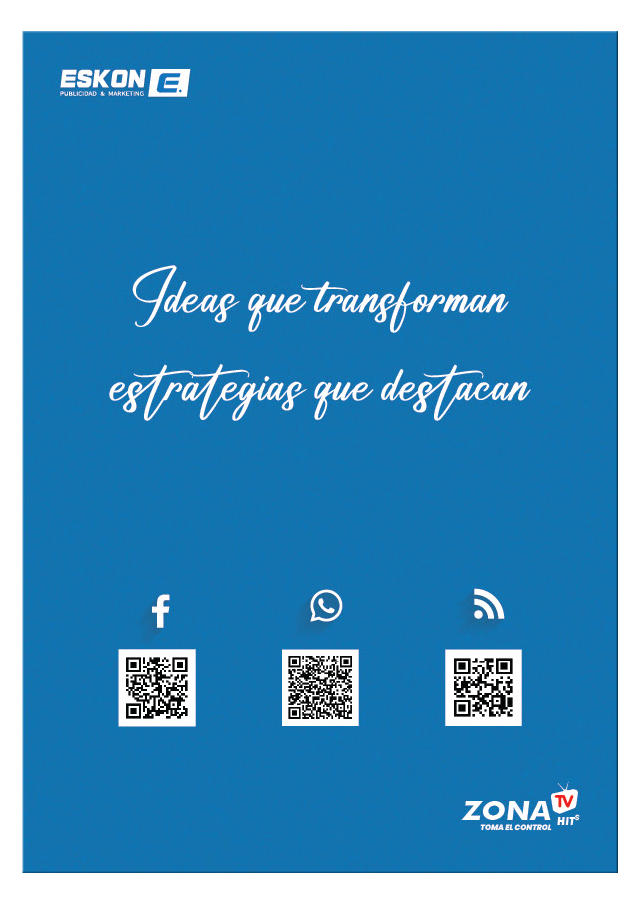 ESKON E.
PUBLICIDAD & MARKETING
Ideas que transforman
estrategias que destacan
ZONA TV
HITS
TOMA EL CONTROL